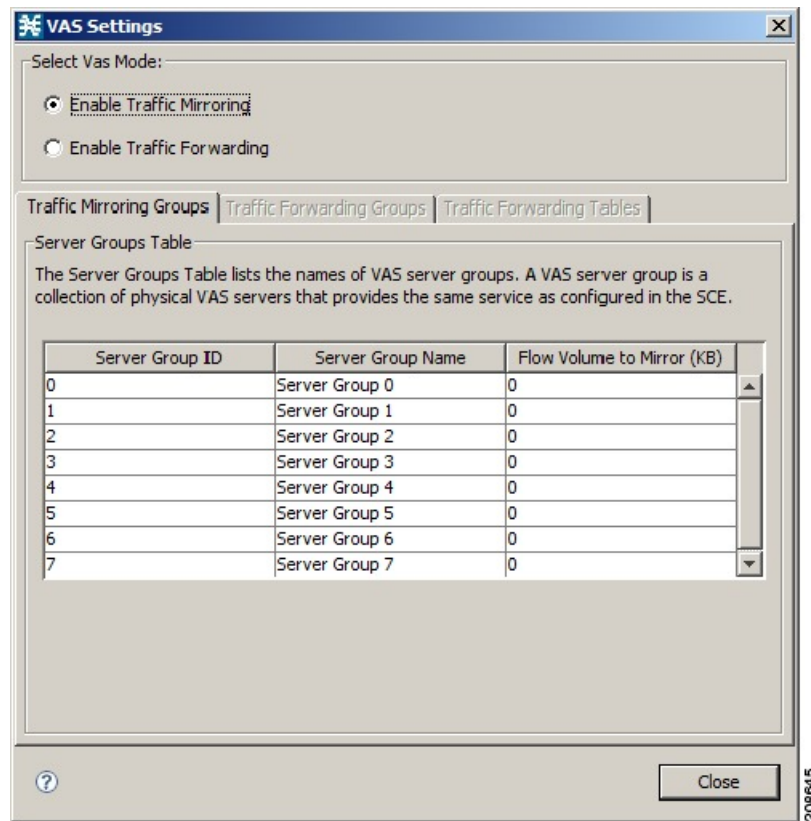 VAS Settings
Select Vas Mode:
Enable Traffic Mirroring
Enable Traffic Forwarding
Traffic Mirroring Groups Traffic Forwarding Groups Traffic Forwarding Tables
Server Groups Table
The Server Groups Table lists the names of VAS server groups. A VAS server group is a
collection of physical VAS servers that provides the same service as configured in the SCE.
Server Group ID Server Group Name Flow Volume to Mirror (KB)
0 Server Group 0 0
1 Server Group 1 0
2 Server Group 2 0
3 Server Group 3 0
4 Server Group 4 0
5 Server Group 5 0
6 Server Group 6 0
7 Server Group 7 0
? Close
208645